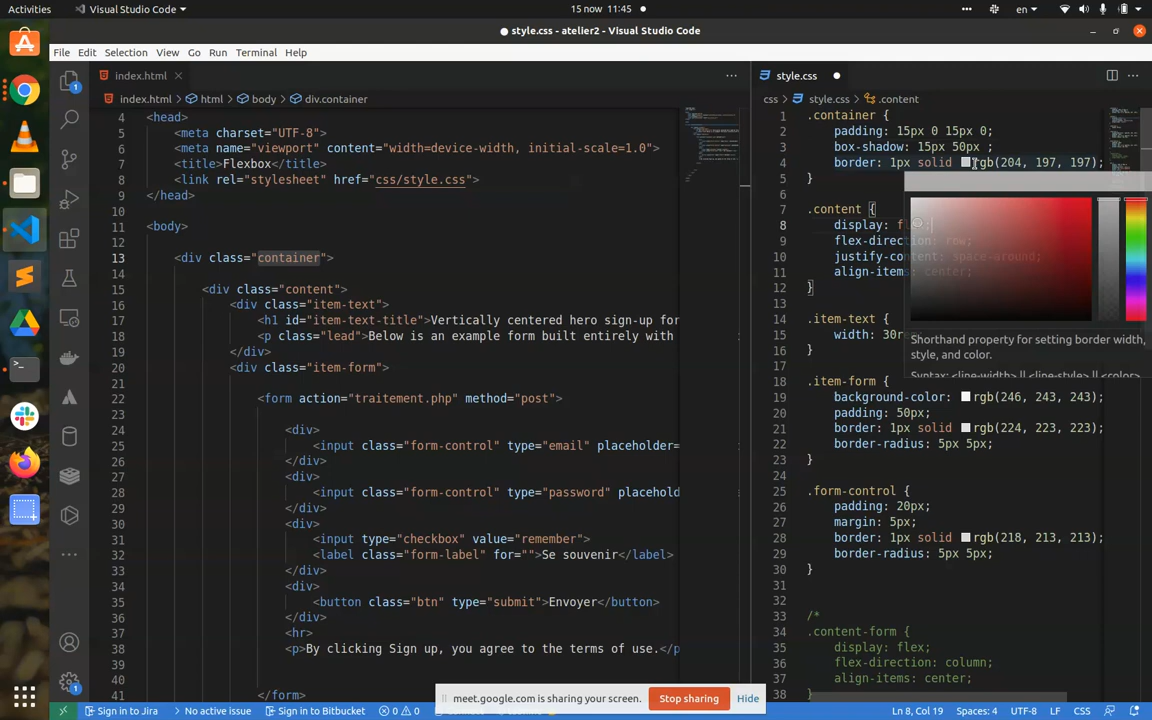 Activities
Visual Studio Code
15 nowo 11:45
en
style.css - atelier2 - Visual Studio Code
File Edit Selection View Go Run Terminal Help
index.html
index.html > html > body > div.container
4 <head>
5 <meta charset="UTF-8">
6 <meta name="viewport" content="width=device-width, initial-scale=1.0">
7 <title>Flexbox</title>
8 <link rel="stylesheet" href="css/style.css">
9 </head>
10
11 <body>
12
13 <div class="container">
14
15 <div class="content">
16 <div class="item-text">
17 <h1 id="item-text-title">Vertically centered hero sign-up for
18 <p class="lead">Below is an example form built entirely with
19 </div>
20 <div class="item-form">
21
22 <form action="traitement.php" method="post">
23
24 <div>
25 <input class="form-control" type="email" placeholder=
26 </div>
27 <div>
28 <input class="form-control" type="password" placehold
29 </div>
30 <div>
31 <input type="checkbox" value="remember">
32 <label class="form-label" for="">Se souvenir</label>
33 </div>
34 <div>
35 <button class="btn" type="submit">Envoyer</button>
36 </div>
37 <hr>
38 <p>By clicking Sign up, you agree to the terms of use.</p
39
40
41 </form>
style.css
css > style.css > .content
1 .container {
2 padding: 15px 0 15px 0;
3 box-shadow: 15px 50px ;
4 border: 1px solid rgb(204, 197, 197);
5 }
6
7 .content {
8 display: flex;
9 flex-direction: row;
10 justify-content: space-around;
11 align-items: center;
12 }
13
14 .item-text {
15 width: 30r
16 }
17
18 .item-form {
19 background-color: rgb(246, 243, 243);
20 padding: 50px;
21 border: 1px solid rgb(224, 223, 223);
22 border-radius: 5px 5px;
23 }
24
25 .form-control {
26 padding: 20px;
27 margin: 5px;
28 border: 1px solid rgb(218, 213, 213);
29 border-radius: 5px 5px;
30 }
31
32
33 /*
34 .content-form {
35 display: flex;
36 flex-direction: column;
37 align-items: center;
38 }
Shorthand property for setting border width,
style, and color.
Syntax: <line-width> || <line-style> || <color>
meet.google.com is sharing your screen.
Stop sharing
Hide
Sign in to Jira
No active issue
Sign in to Bitbucket
0 0
Ln 8, Col 19
Spaces: 4
UTF-8
LF
CSS